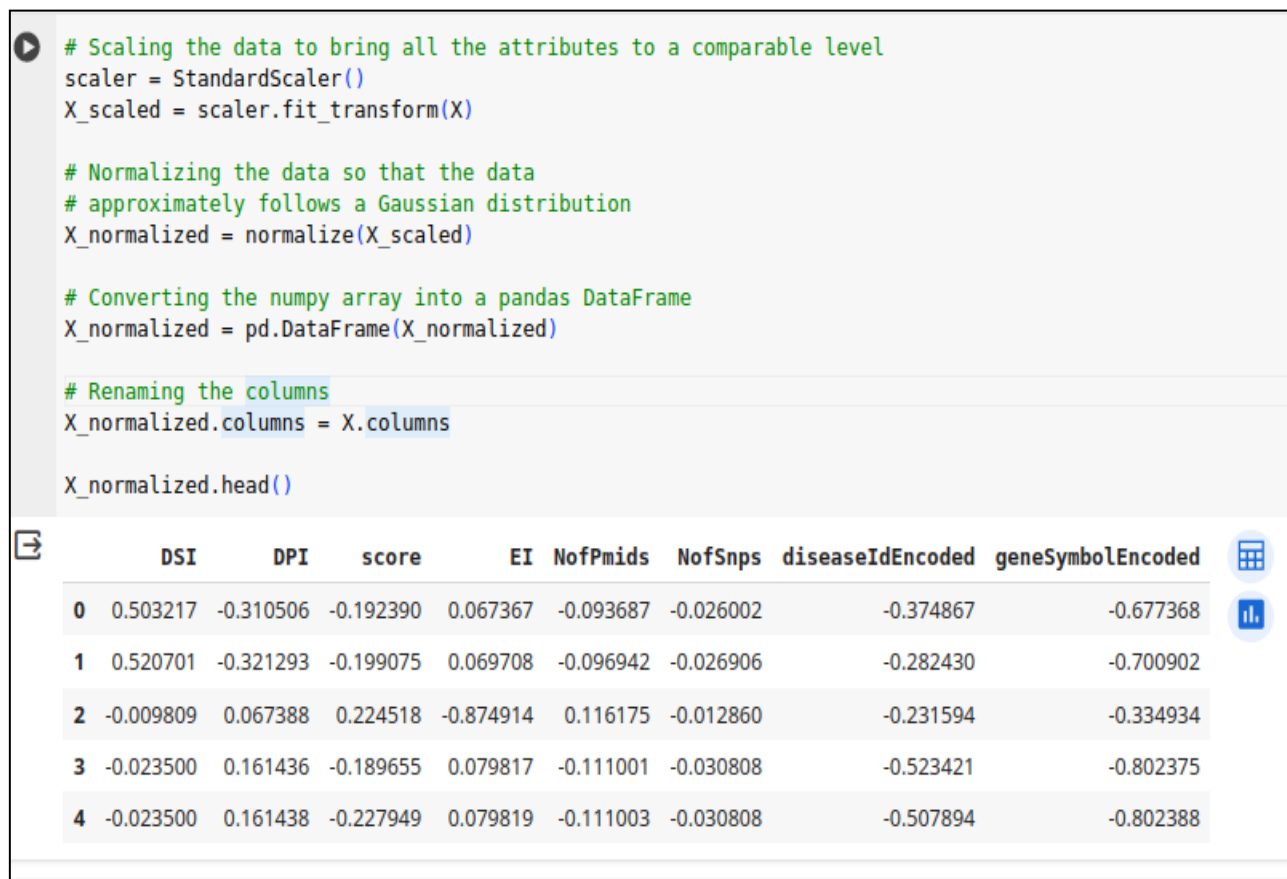 # Scaling the data to bring all the attributes to a comparable level
scaler = StandardScaler()
X_scaled = scaler.fit_transform(X)
# Normalizing the data so that the data
# approximately follows a Gaussian distribution
X_normalized = normalize(X_scaled)
# Converting the numpy array into a pandas DataFrame
X_normalized = pd.DataFrame(X_normalized)
# Renaming the columns
X_normalized.columns = X.columns
X_normalized.head()
DSI DPI score EI NofPmids NofSnps diseaseIdEncoded geneSymbolEncoded
0 0.503217 -0.310506 -0.192390 0.067367 -0.093687 -0.026002 -0.374867 -0.677368
1 0.520701 -0.321293 -0.199075 0.069708 -0.096942 -0.026906 -0.282430 -0.700902
2 -0.009809 0.067388 0.224518 -0.874914 0.116175 -0.012860 -0.231594 -0.334934
3 -0.023500 0.161436 -0.189655 0.079817 -0.111001 -0.030808 -0.523421 -0.802375
4 -0.023500 0.161438 -0.227949 0.079819 -0.111003 -0.030808 -0.507894 -0.802388